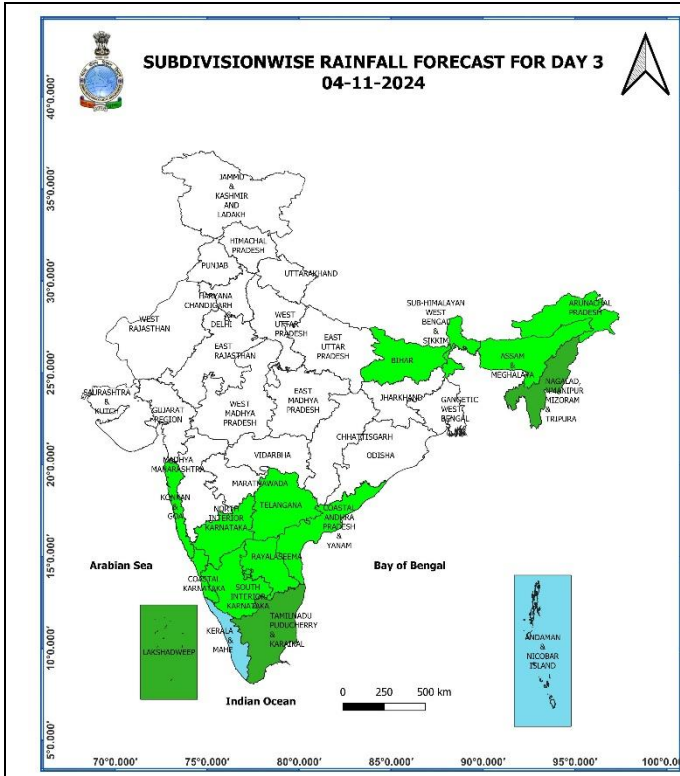 SUBDIVISIONWISE RAINFALL FORECAST FOR DAY 3
04-11-2024
40°0.000'
35°0.000'
30°0.000'
25°0.000'
20°0.000'
15°0.000'
10°0.000'
5°0.000'
JAMMU
&
KASHMIR
AND
LADAKH
HIMACHAL
PRADESH
PUNJAB
UTTARAKHAND
HARYANA
CHANDIGARH
&
DELHI
WEST
RAJASTHAN
WEST
UTTAR
PRADESH
EAST
RAJASTHAN
EAST
UTTAR
PRADESH
SUB-HIMALAYAN
WEST
BENGAL
&
SIKKIM
ARUNACHAL
PRADESH
BIHAR
ASSAM
&
MEGHALAYA
NAGALAD,
MANIPUR
MIZORAM
&
TRIPURA
SAURASHTRA
&
KUTCH
GUJARAT
REGION
WEST
MADHYA
PRADESH
EAST
MADHYA
PRADESH
JHARKHAND
GANGETIC
WEST
BENGAL
CHHATTISGARH
ODISHA
VIDARBHA
MADHYA
MAHARASHTRA
MARATHAWADA
KONKAN
&
GOA
NORTH
INTERIOR
KARNATAKA
TELANGANA
COASTAL
ANDHRA
PRADESH
&
YANAM
RAYALASEEMA
Arabian Sea
Bay of Bengal
COASTAL
KARNATAKA
SOUTH
INTERIOR
KARNATAKA
KERALA
&
MAHE
TAMILNADU
PUDUCHERRY
&
KARAIKAL
LAKSHADWEEP
ANDAMAN
&
NICOBAR
ISLAND
Indian Ocean
0 250 500 km
70°0.000' 75°0.000' 80°0.000' 85°0.000' 90°0.000' 95°0.000' 100°0.0